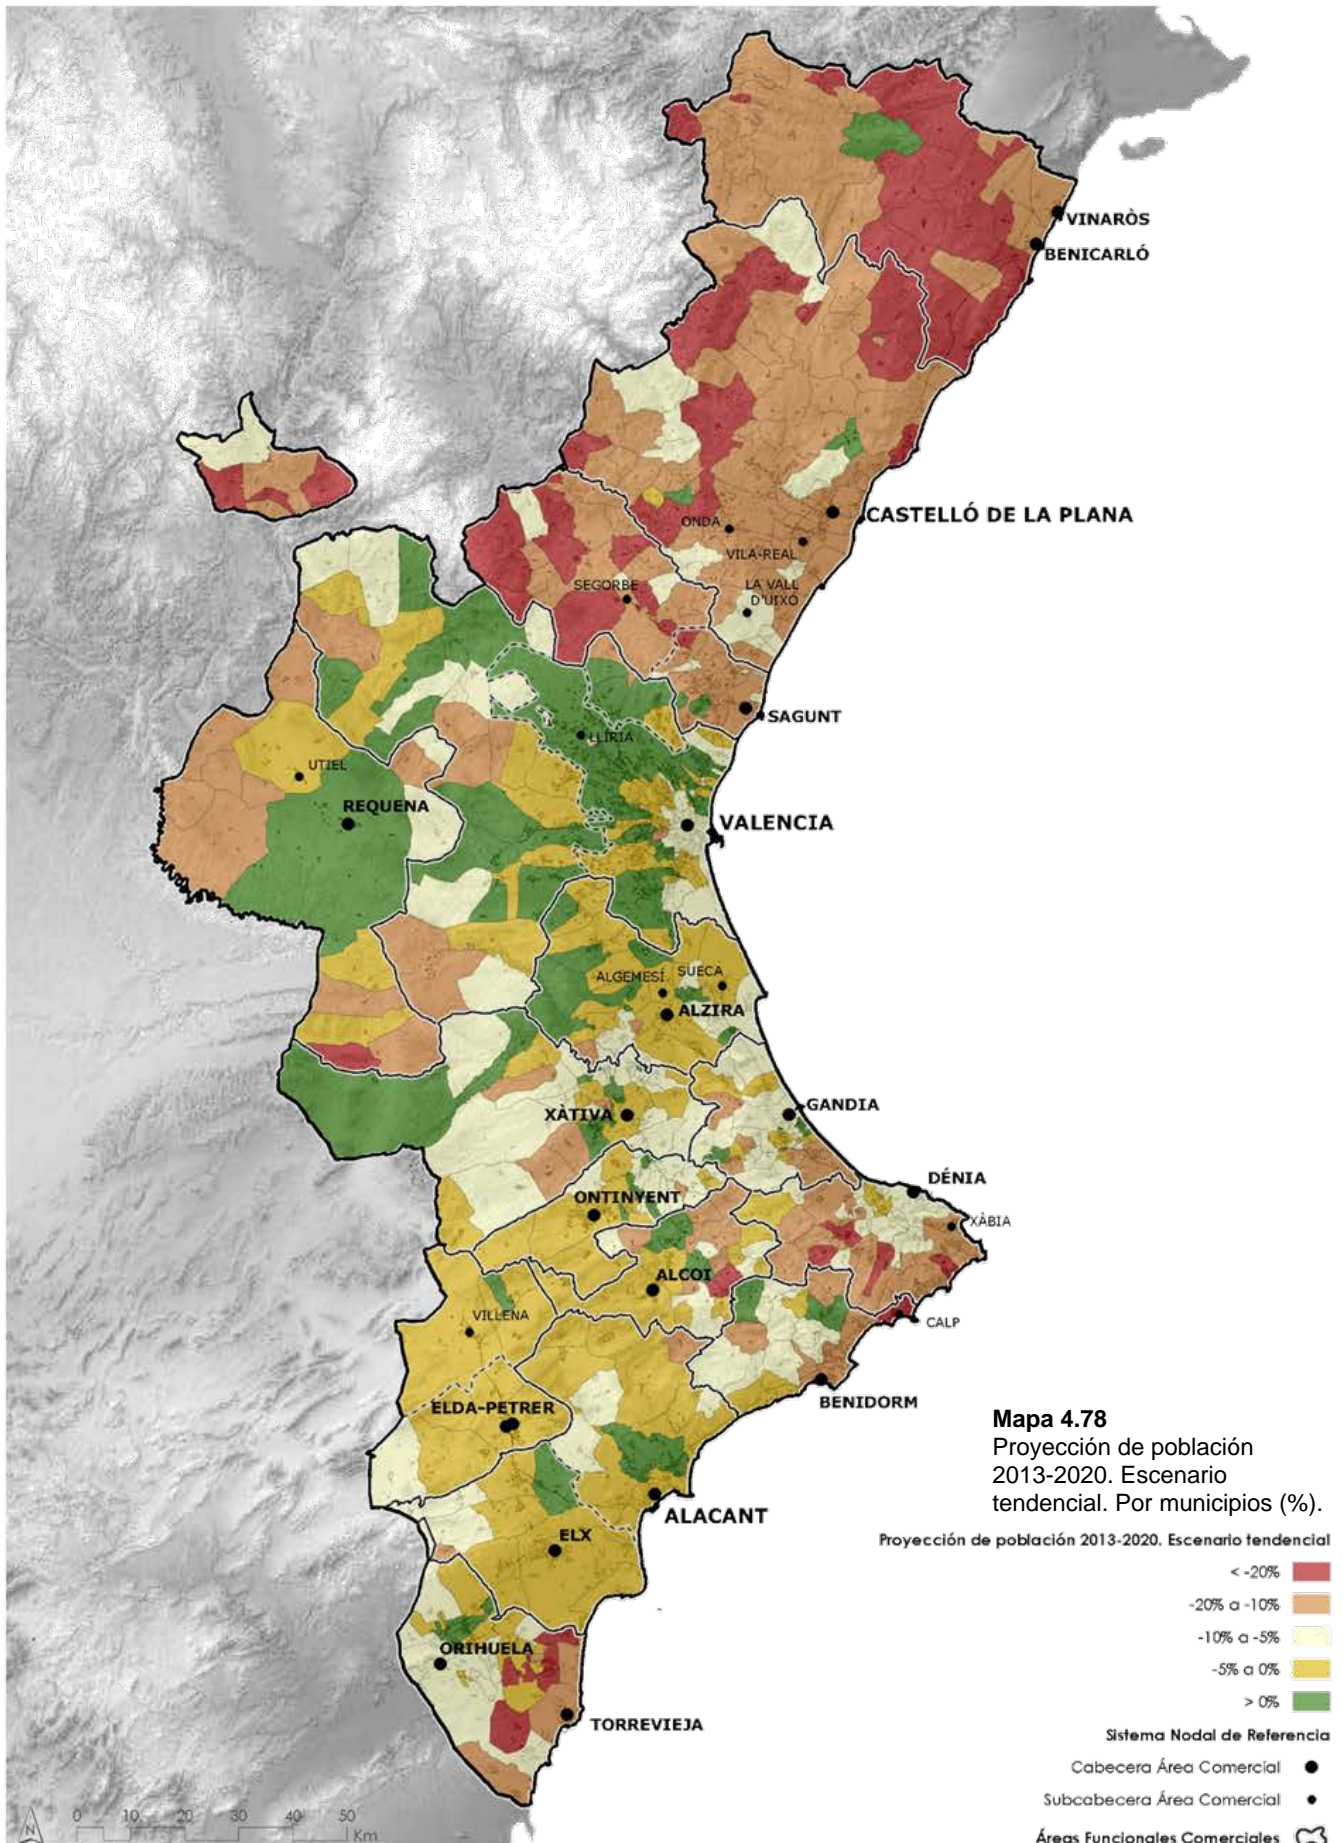 VINARÒS
BENICARLÓ
CASTELLÓ DE LA PLANA
ONDA
VILA-REAL
SEGORBE
LA VALL
D'UIXÓ
SAGUNT
LLÍRIA
UTIEL
REQUENA
VALENCIA
ALGEMESÍ
SUECA
ALZIRA
GANDIA
XÀTIVA
DÉNIA
ONTINYENT
XÀBIA
ALCOI
VILLENA
CALP
BENIDORM
ELDA-PETRER
Mapa 4.78
Proyección de población
2013-2020. Escenario
tendencial. Por municipios (%).
ALACANT
ELX
Proyección de población 2013-2020. Escenario tendencial
< -20%
-20% a -10%
-10% a -5%
-5% a 0%
> 0%
ORIHUELA
TORREVIEJA
Sistema Nodal de Referencia
Cabecera Área Comercial
Subcabecera Área Comercial
Áreas Funcionales Comerciales
N
0 10 20 30 40 50
Km